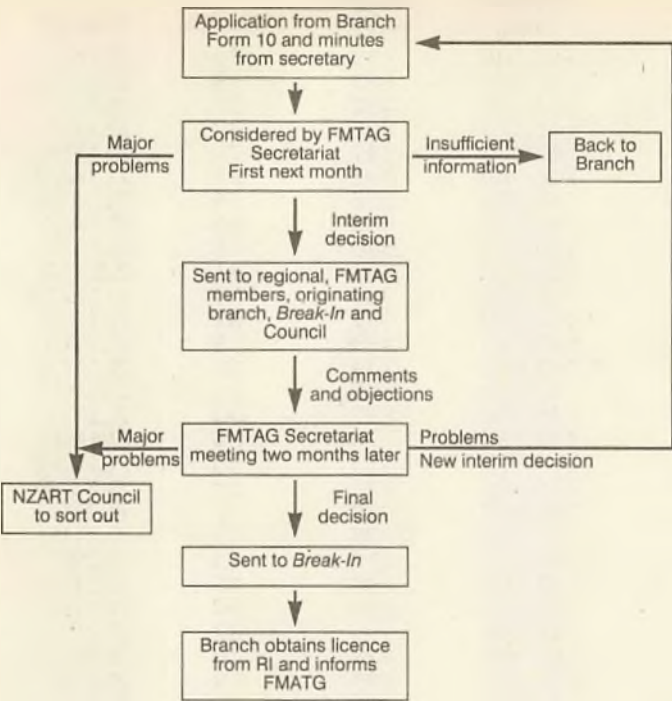 Application from Branch
Form 10 and minutes
from secretary
Major
problems
Considered by FMTAG
Secretariat
First next month
Insufficient
information
Back to
Branch
Interim
decision
Sent to regional, FMTAG
members, originating
branch, Break-In and
Council
Comments
and objections
Major
problems
FMTAG Secretariat
meeting two months later
Problems
New interim decision
NZART Council
to sort out
Final
decision
Sent to Break-In
Branch obtains licence
from RI and informs
FMATG